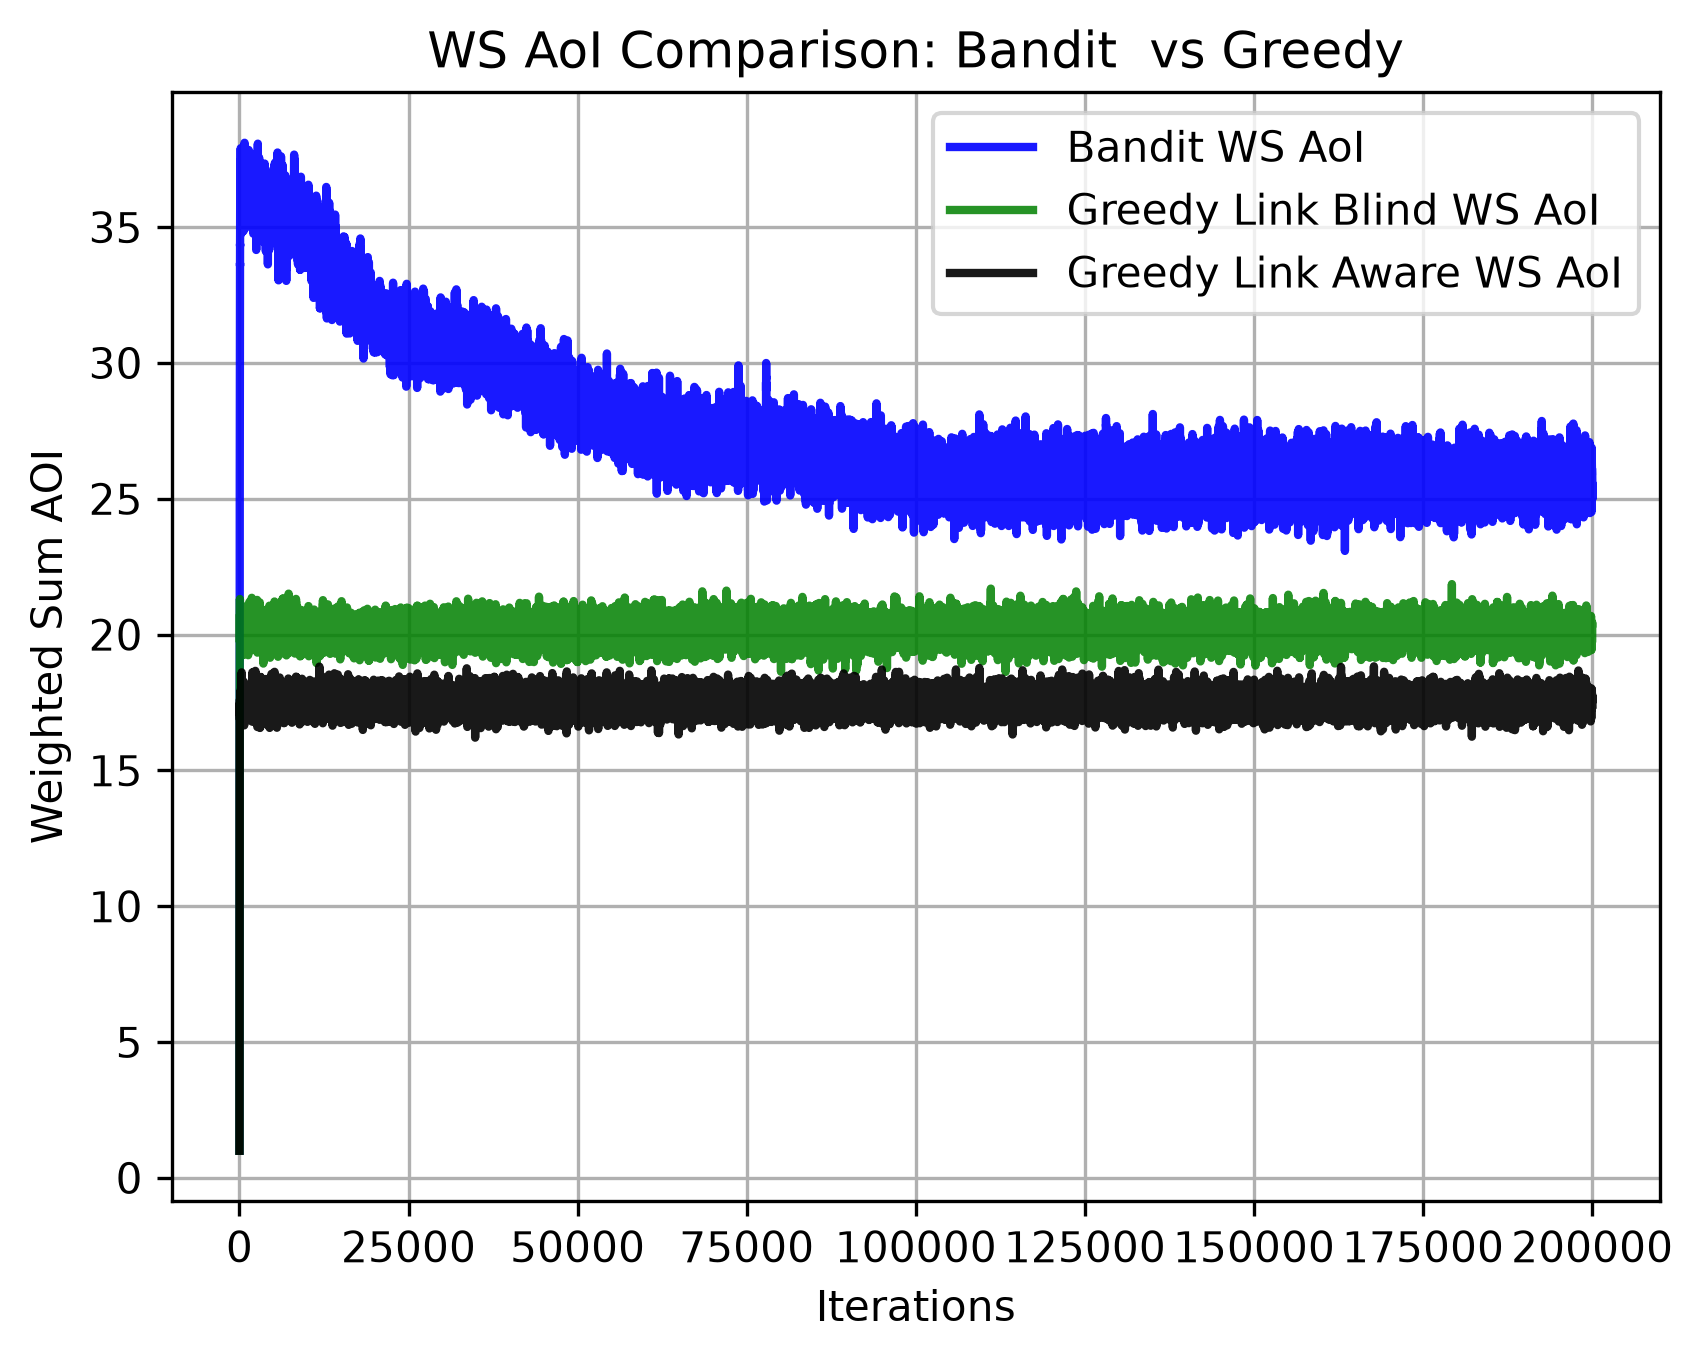 WS AoI Comparison: Bandit  vs Greedy
Bandit WS AoI
Greedy Link Blind WS AoI
Greedy Link Aware WS AoI
Weighted Sum AOI
35
30
25
20
15
10
5
0
0 25000 50000 75000 100000 125000 150000 175000 200000
Iterations